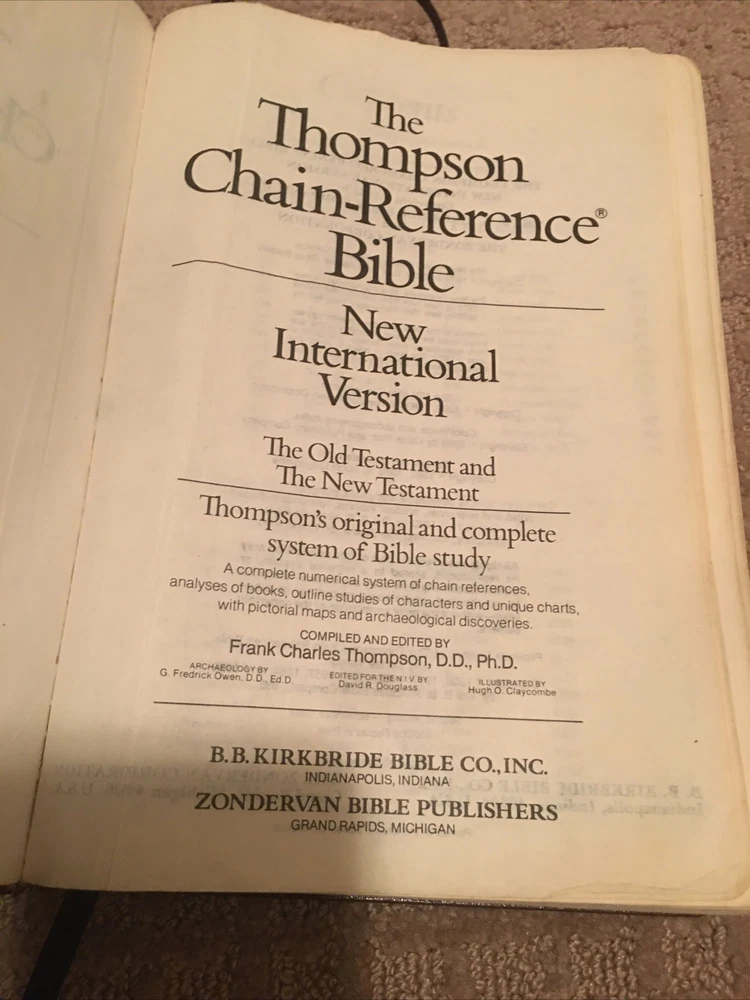 The
Thompson
Chain-Reference®
Bible
New
International
Version
The Old Testament and
The New Testament
Thompson's original and complete
system of Bible study
A complete numerical system of chain references,
analyses of books, outline studies of characters and unique charts,
with pictorial maps and archaeological discoveries.
COMPILED AND EDITED BY
Frank Charles Thompson, D.D., Ph.D.
ARCHAEOLOGY BY
G. Fredrick Owen, D.D., Ed.D.
EDITED FOR THE N.I.V. BY
David R. Douglass
ILLUSTRATED BY
Hugh O. Claycombe
B.B. KIRKBRIDE BIBLE CO., INC.
INDIANAPOLIS, INDIANA
ZONDERVAN BIBLE PUBLISHERS
GRAND RAPIDS, MICHIGAN